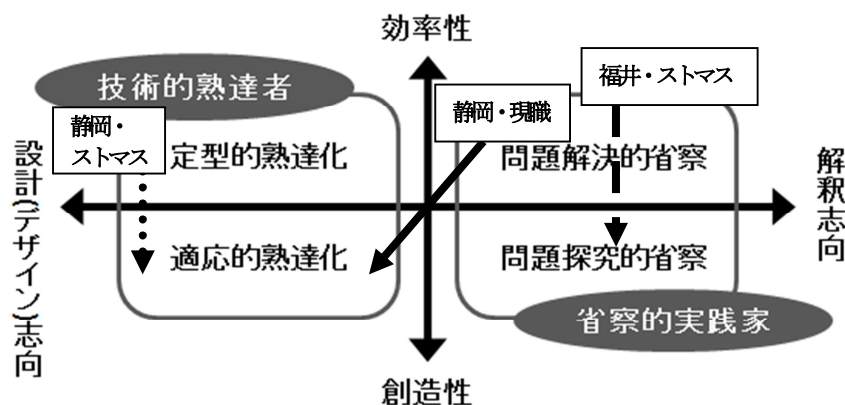 効率性
技術的熟達者
福井・ストマス
静岡・現職
静岡・
ストマス
定型的熟達化
問題解決的省察
設計(デザイン)志向
解釈志向
適応的熟達化
問題探究的省察
省察的実践家
創造性